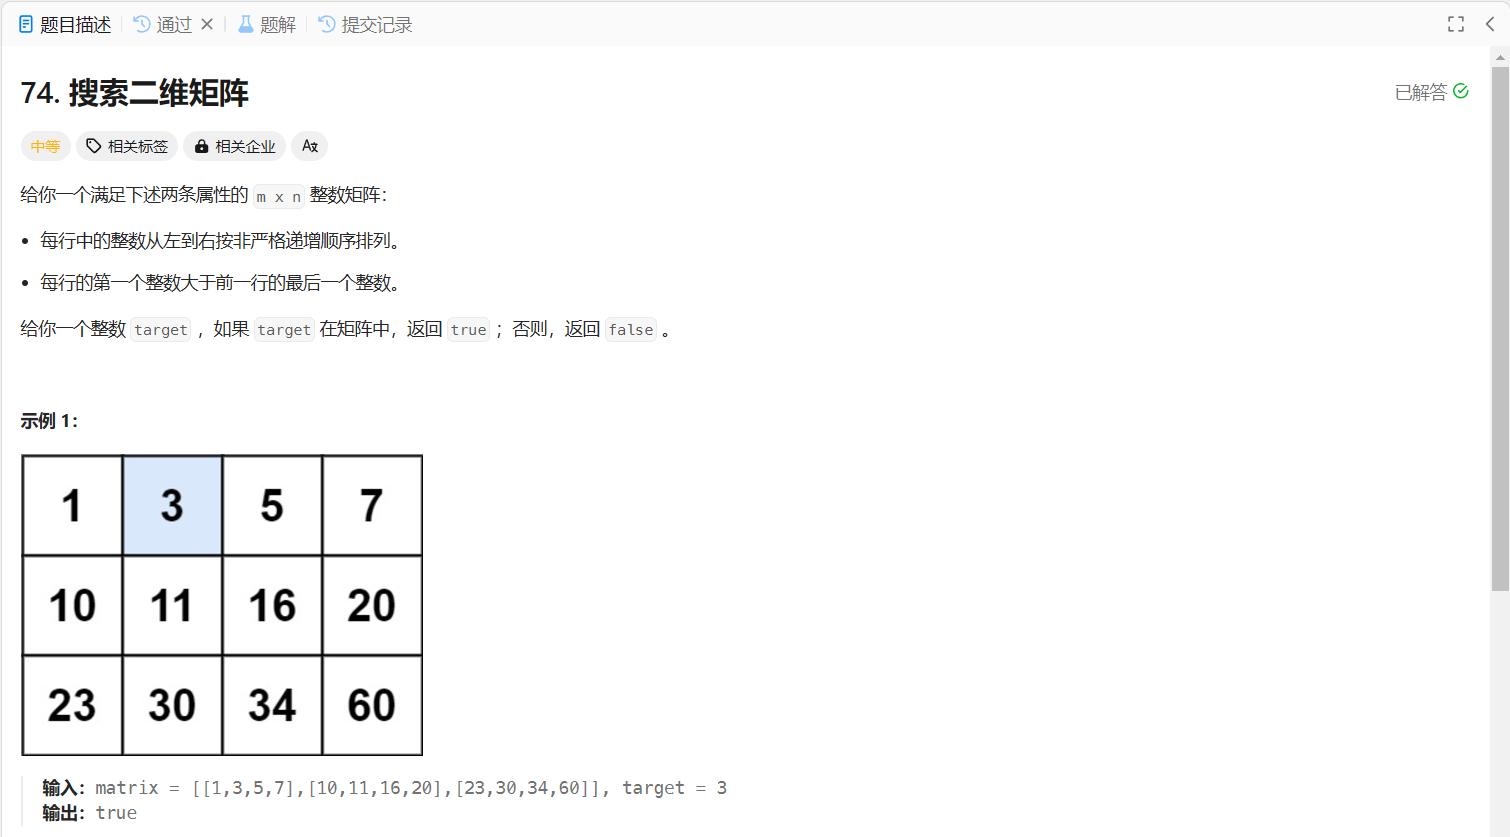 题目描述 通过 题解 提交记录
74. 搜索二维矩阵
已解答
中等 相关标签 相关企业 A文
给你一个满足下述两条属性的 m x n 整数矩阵：
• 每行中的整数从左到右按非严格递增顺序排列。
• 每行的第一个整数大于前一行的最后一个整数。
给你一个整数 target ，如果 target 在矩阵中，返回 true ；否则，返回 false 。
示例 1：
1 3 5 7
10 11 16 20
23 30 34 60
输入：matrix = [[1,3,5,7],[10,11,16,20],[23,30,34,60]], target = 3
输出：true